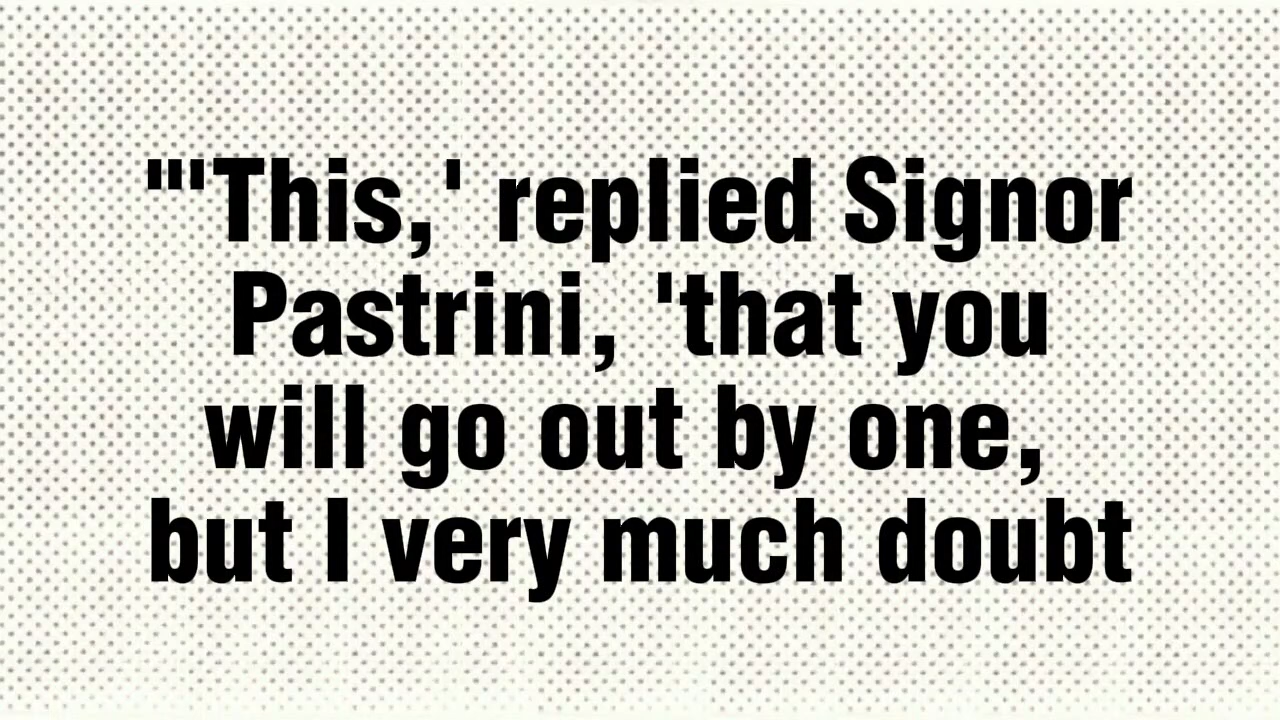 "'This,' replied Signor
Pastrini, 'that you
will go out by one,
but I very much doubt